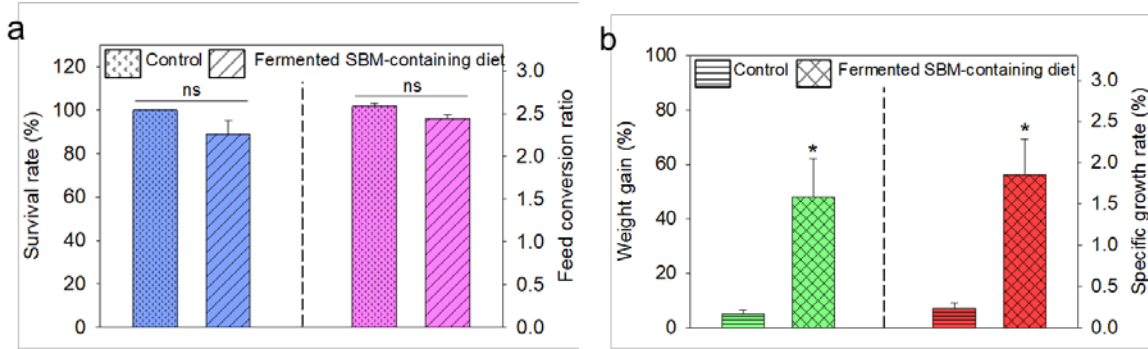 a
Control
Fermented SBM-containing diet
ns
ns
Survival rate (%)
120
100
80
60
40
20
0
Feed conversion ratio
3.0
2.5
2.0
1.5
1.0
0.5
0.0
b
Control
Fermented SBM-containing diet
*
*
Weight gain (%)
100
80
60
40
20
0
Specific growth rate (%)
3.0
2.5
2.0
1.5
1.0
0.5
0.0